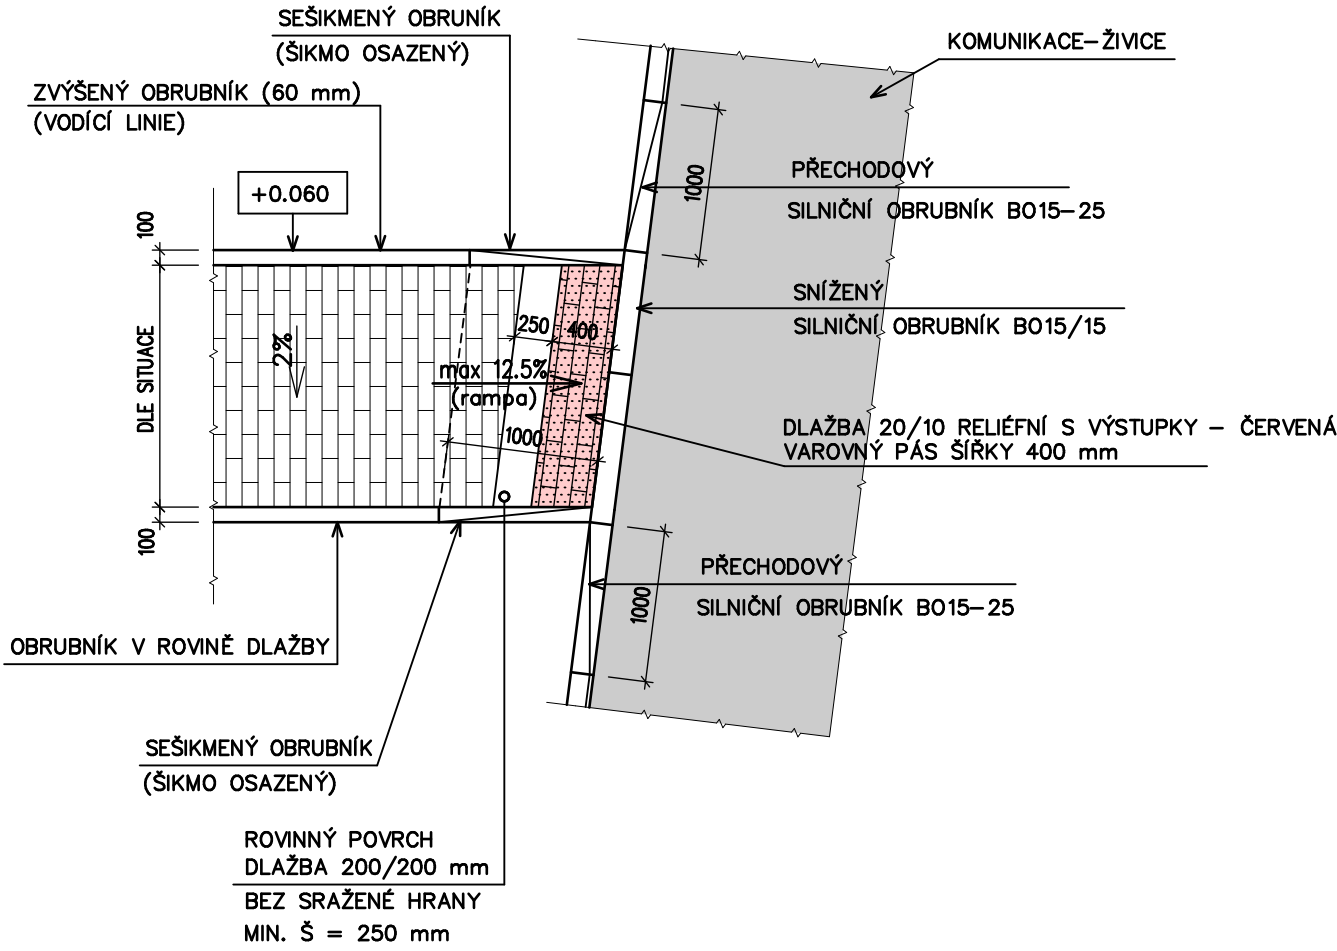 SEŠIKMENÝ OBRUNÍK
(ŠIKMO OSAZENÝ)
KOMUNIKACE-ŽIVICE
ZVÝŠENÝ OBRUBNÍK (60 mm)
(VODÍCÍ LINIE)
+0.060
1000
PŘECHODOVÝ
SILNIČNÍ OBRUBNÍK BO15-25
100
SNÍŽENÝ
SILNIČNÍ OBRUBNÍK BO15/15
250
400
2%
DLE SITUACE
max 12.5%
(rampa)
1000
DLAŽBA 20/10 RELIÉFNÍ S VÝSTUPKY - ČERVENÁ
VAROVNÝ PÁS ŠÍŘKY 400 mm
100
PŘECHODOVÝ
SILNIČNÍ OBRUBNÍK BO15-25
1000
OBRUBNÍK V ROVINĚ DLAŽBY
SEŠIKMENÝ OBRUBNÍK
(ŠIKMO OSAZENÝ)
ROVINNÝ POVRCH
DLAŽBA 200/200 mm
BEZ SRAŽENÉ HRANY
MIN. Š = 250 mm